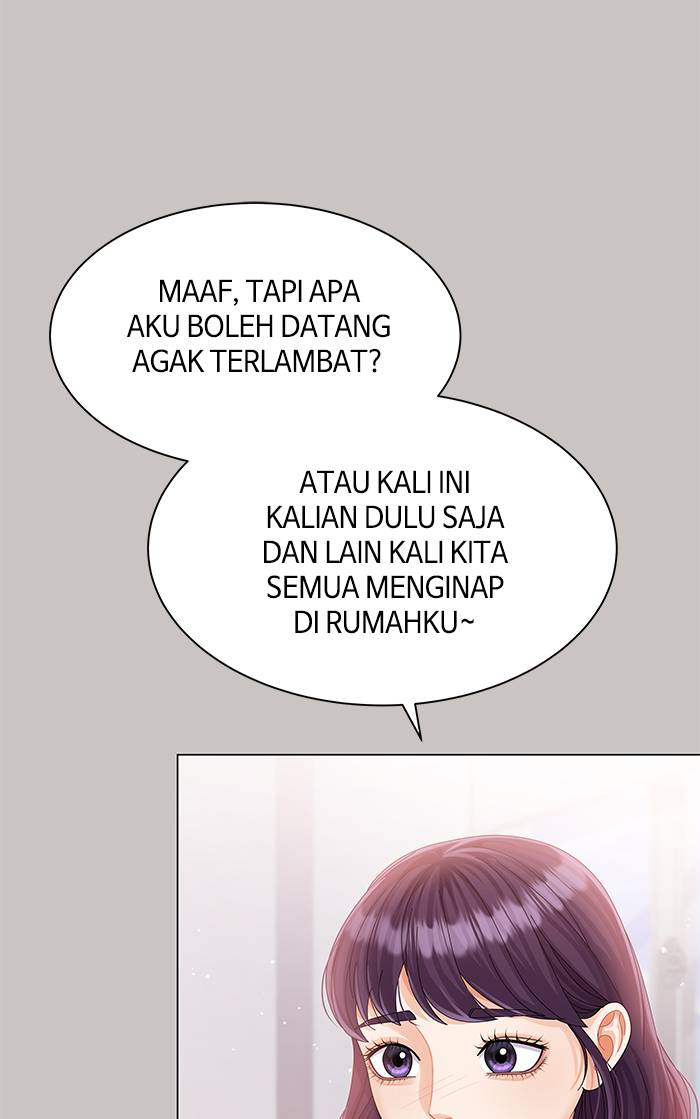 MAAF, TAPI APA
AKU BOLEH DATANG
AGAK TERLAMBAT?
ATAU KALI INI
KALIAN DULU SAJA
DAN LAIN KALI KITA
SEMUA MENGINAP
DI RUMAHKU~